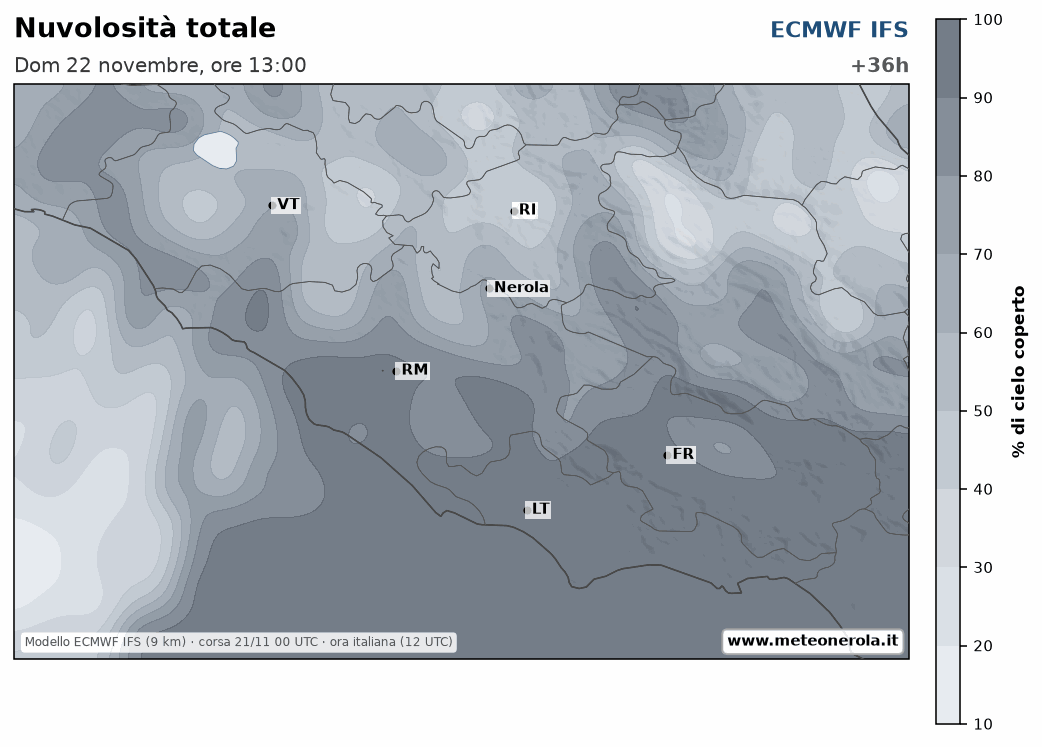 Nuvolosità totale
ECMWF IFS
Dom 22 novembre, ore 13:00
+36h
VT
RI
Nerola
RM
FR
LT
Modello ECMWF IFS (9 km) · corsa 21/11 00 UTC · ora italiana (12 UTC)
www.meteonerola.it
100
90
80
70
60
50
40
30
20
10
% di cielo coperto